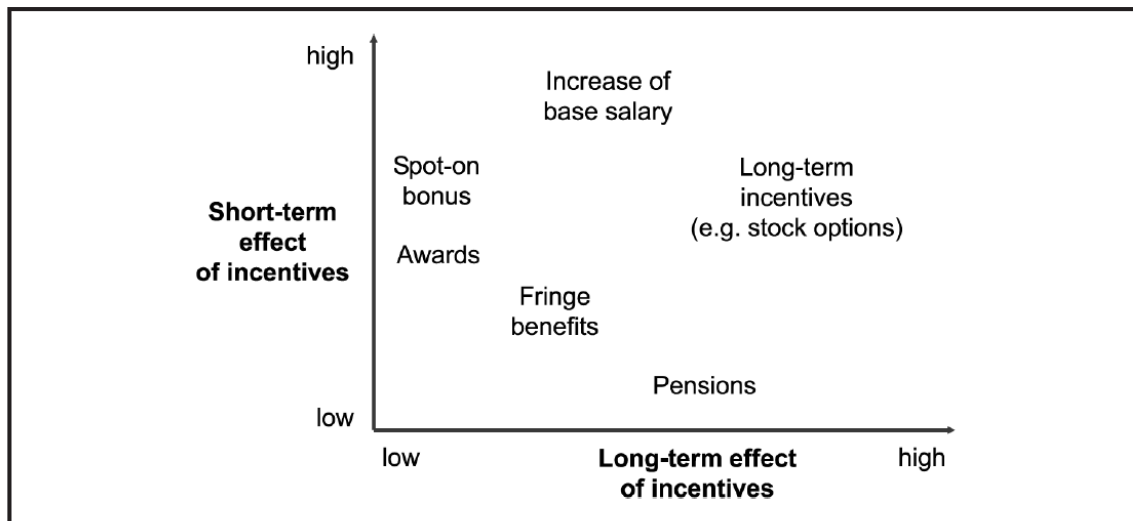 high
Increase of
base salary
Spot-on
bonus
Long-term
incentives
(e.g. stock options)
Short-term
effect
of incentives
Awards
Fringe
benefits
Pensions
low
low
Long-term effect
of incentives
high